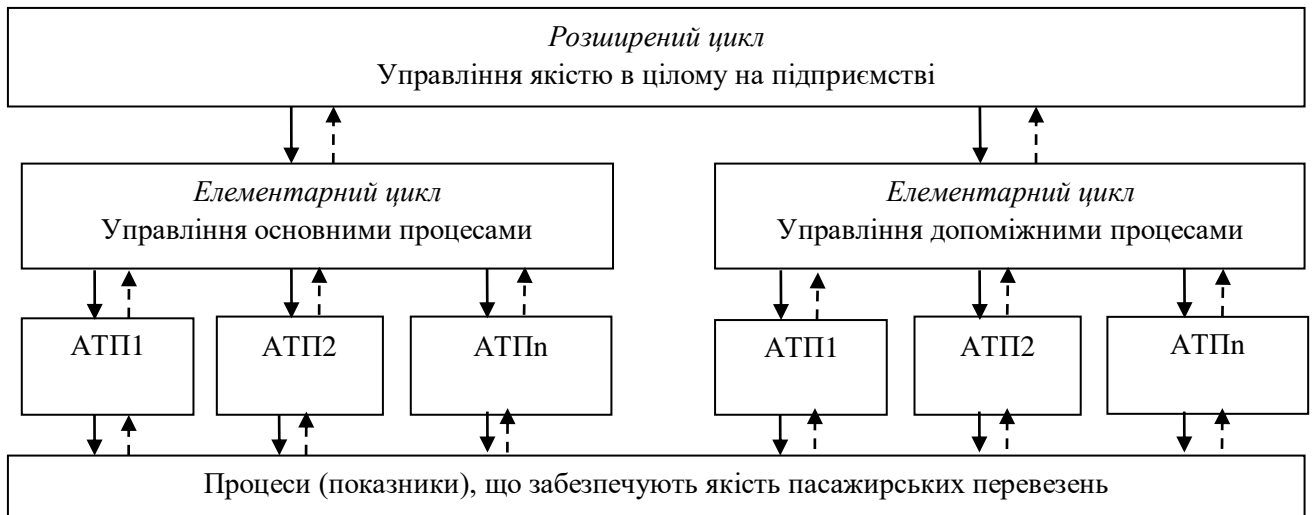 Розширений цикл
Управління якістю в цілому на підприємстві
Елементарний цикл
Управління основними процесами
Елементарний цикл
Управління допоміжними процесами
АТП1
АТП2
АТПn
АТП1
АТП2
АТПn
Процеси (показники), що забезпечують якість пасажирських перевезень